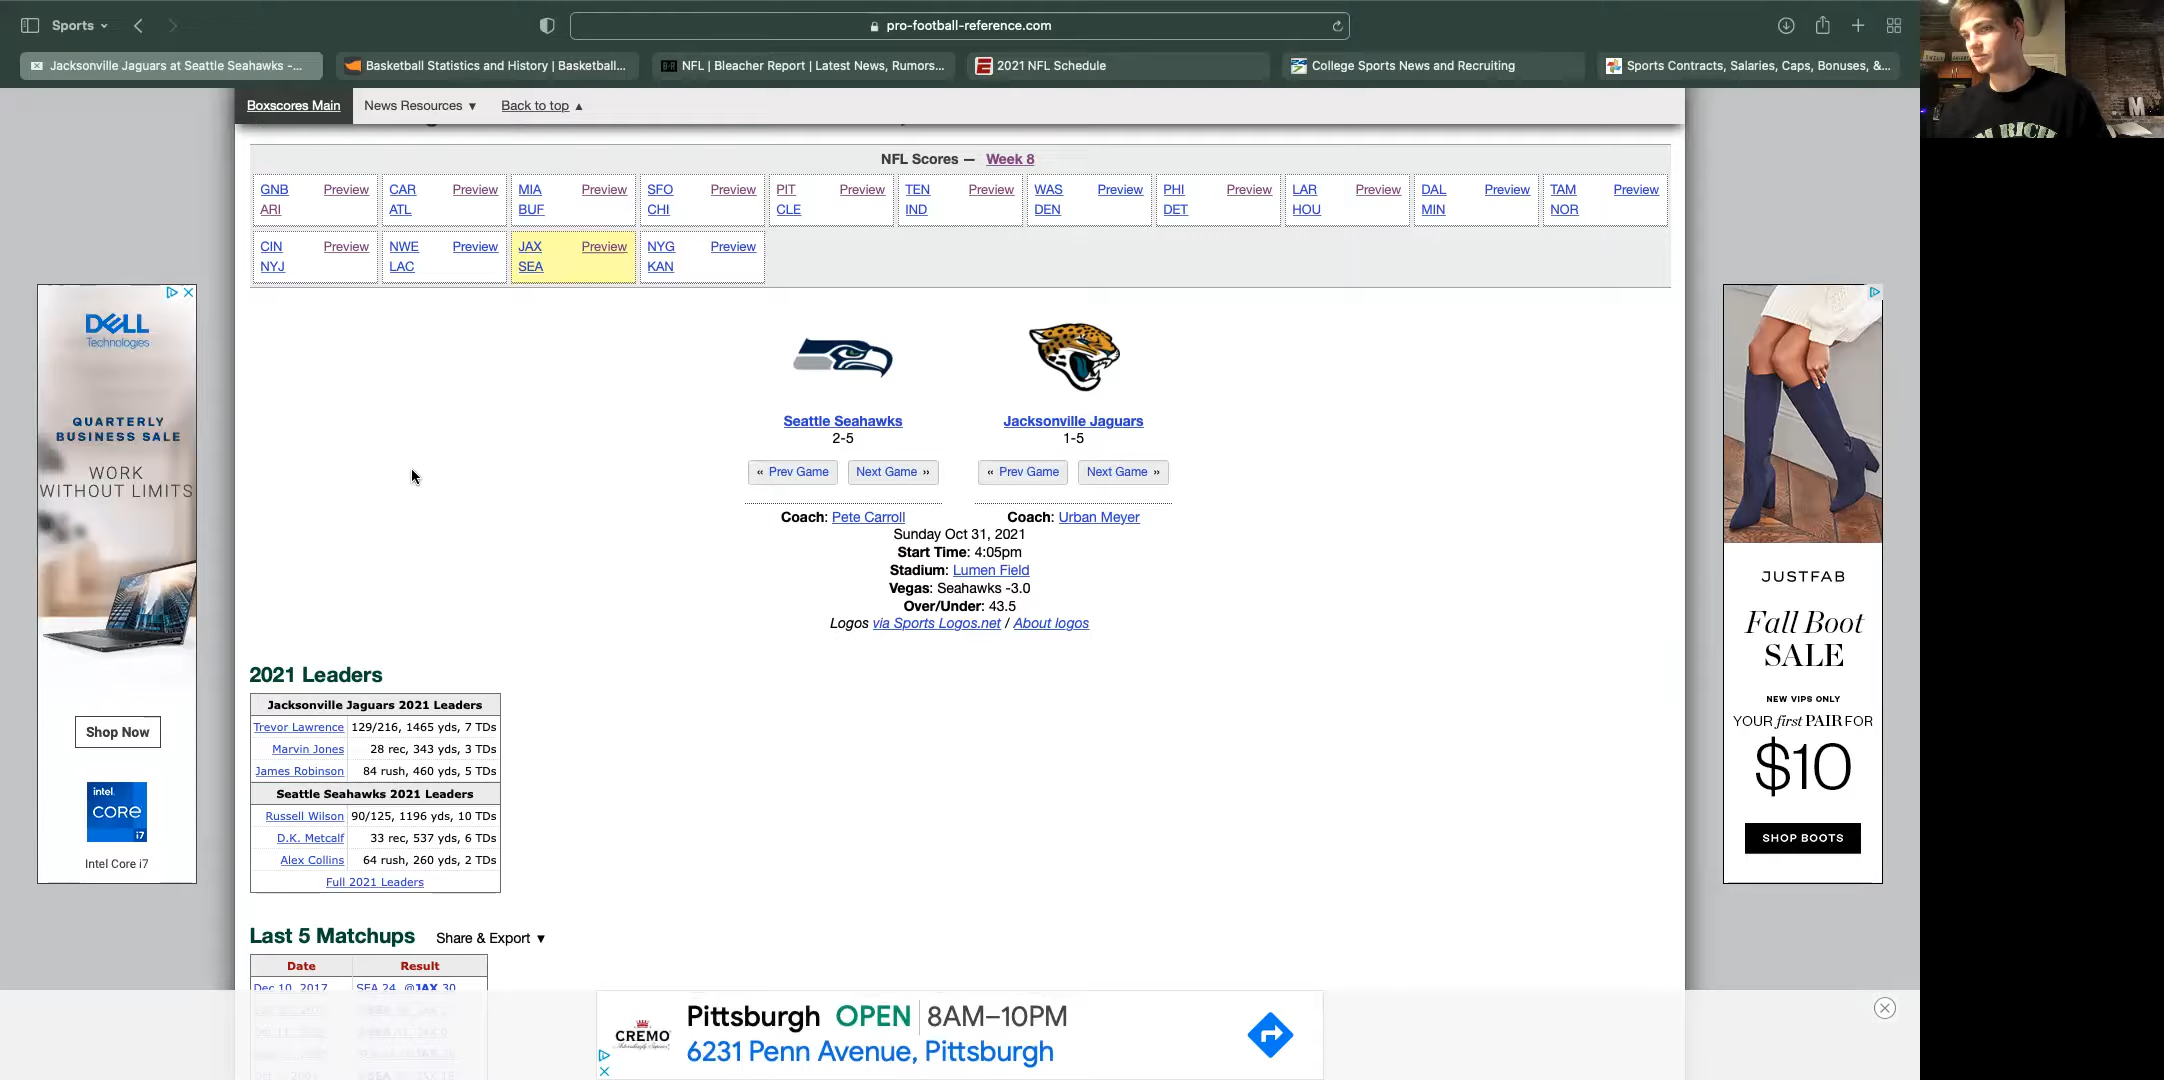 Sports
pro-football-reference.com
Jacksonville Jaguars at Seattle Seahawks -...
Basketball Statistics and History | Basketball...
NFL | Bleacher Report | Latest News, Rumors...
2021 NFL Schedule
College Sports News and Recruiting
Sports Contracts, Salaries, Caps, Bonuses, &...
Boxscores Main
News Resources ▼
Back to top ▲
NFL Scores — Week 8
GNB Preview
ARI
CAR Preview
ATL
MIA Preview
BUF
SFO Preview
CHI
PIT Preview
CLE
TEN Preview
IND
WAS Preview
DEN
PHI Preview
DET
LAR Preview
HOU
DAL Preview
MIN
TAM Preview
NOR
CIN Preview
NYJ
NWE Preview
LAC
JAX Preview
SEA
NYG Preview
KAN
Seattle Seahawks
2-5
« Prev Game
Next Game »
Coach: Pete Carroll
Jacksonville Jaguars
1-5
« Prev Game
Next Game »
Coach: Urban Meyer
Sunday Oct 31, 2021
Start Time: 4:05pm
Stadium: Lumen Field
Vegas: Seahawks -3.0
Over/Under: 43.5
Logos via Sports Logos.net / About logos
2021 Leaders
Jacksonville Jaguars 2021 Leaders
Trevor Lawrence 129/216, 1465 yds, 7 TDs
Marvin Jones 28 rec, 343 yds, 3 TDs
James Robinson 84 rush, 460 yds, 5 TDs
Seattle Seahawks 2021 Leaders
Russell Wilson 90/125, 1196 yds, 10 TDs
D.K. Metcalf 33 rec, 537 yds, 6 TDs
Alex Collins 64 rush, 260 yds, 2 TDs
Full 2021 Leaders
Last 5 Matchups
Share & Export ▼
Date Result
Dec 10, 2017 SEA 24, @JAX 30
DELL
Technologies
QUARTERLY
BUSINESS SALE
WORK
WITHOUT LIMITS
Shop Now
intel.
CORE
i7
Intel Core i7
JUSTFAB
Fall Boot
SALE
NEW VIPS ONLY
YOUR first PAIR FOR
$10
SHOP BOOTS
CREMO
Pittsburgh OPEN 8AM–10PM
6231 Penn Avenue, Pittsburgh
M